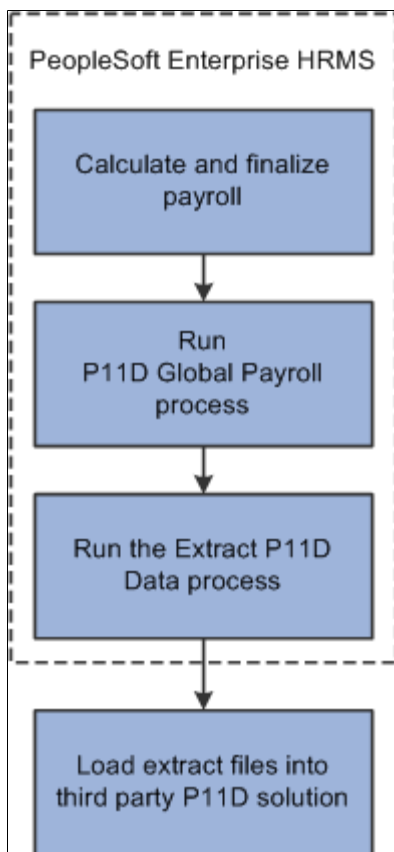 PeopleSoft Enterprise HRMS
Calculate and finalize
payroll
Run
P11D Global Payroll
process
Run the Extract P11D
Data process
Load extract files into
third party P11D solution